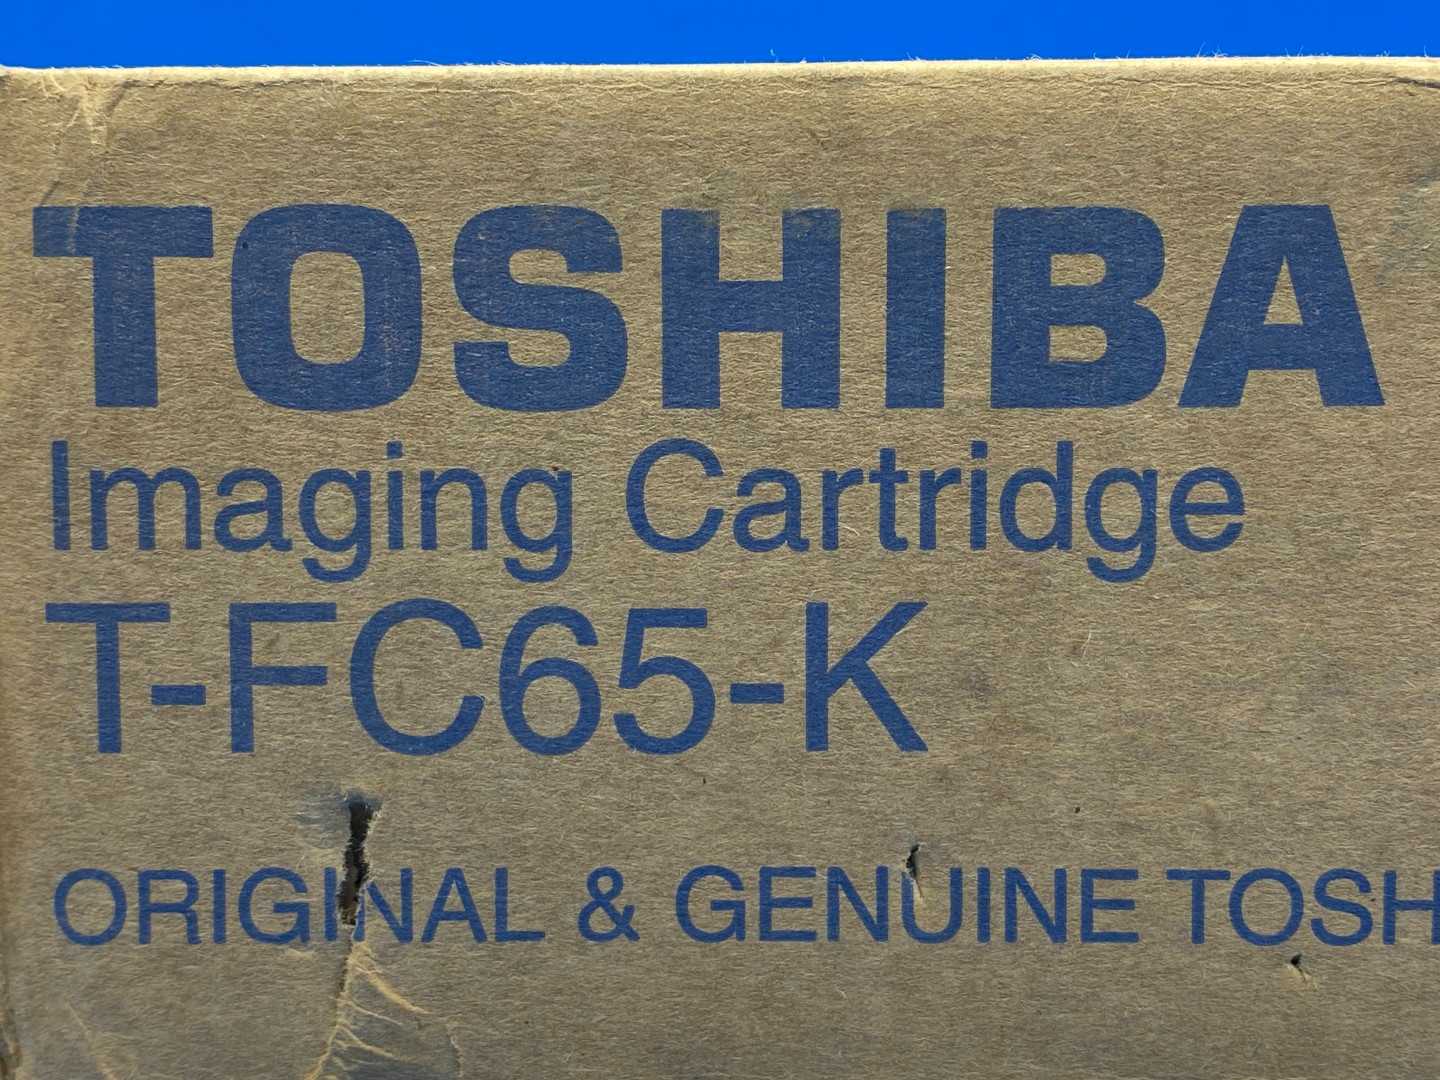 TOSHIBA
Imaging Cartridge
T-FC65-K
ORIGINAL & GENUINE TOSH